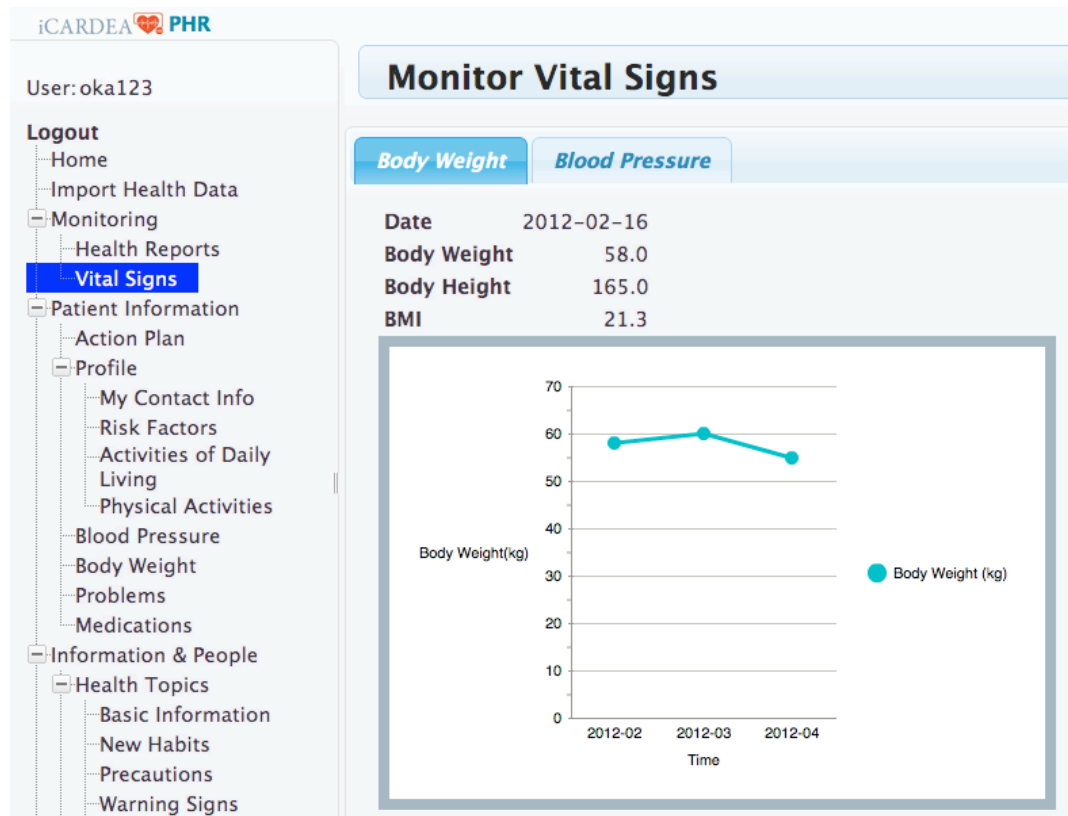 iCARDEA PHR
User: oka123
Logout
Home
Import Health Data
Monitoring
Health Reports
Vital Signs
Patient Information
Action Plan
Profile
My Contact Info
Risk Factors
Activities of Daily
Living
Physical Activities
Blood Pressure
Body Weight
Problems
Medications
Information & People
Health Topics
Basic Information
New Habits
Precautions
Warning Signs
Monitor Vital Signs
Body Weight Blood Pressure
Date 2012-02-16
Body Weight 58.0
Body Height 165.0
BMI 21.3
70
60
50
40
30
20
10
0
Body Weight(kg)
2012-02 2012-03 2012-04
Time
Body Weight (kg)